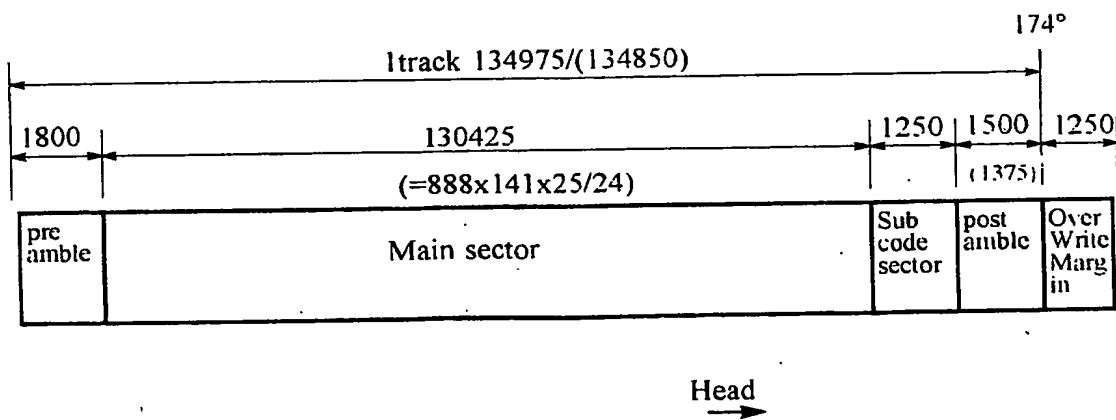 174°
1track 134975/(134850)
1800
130425
1250
1500
1250
(=888x141x25/24)
(1375)
pre
amble
Main sector
Sub
code
sector
post
amble
Over
Write
Marg
in
Head